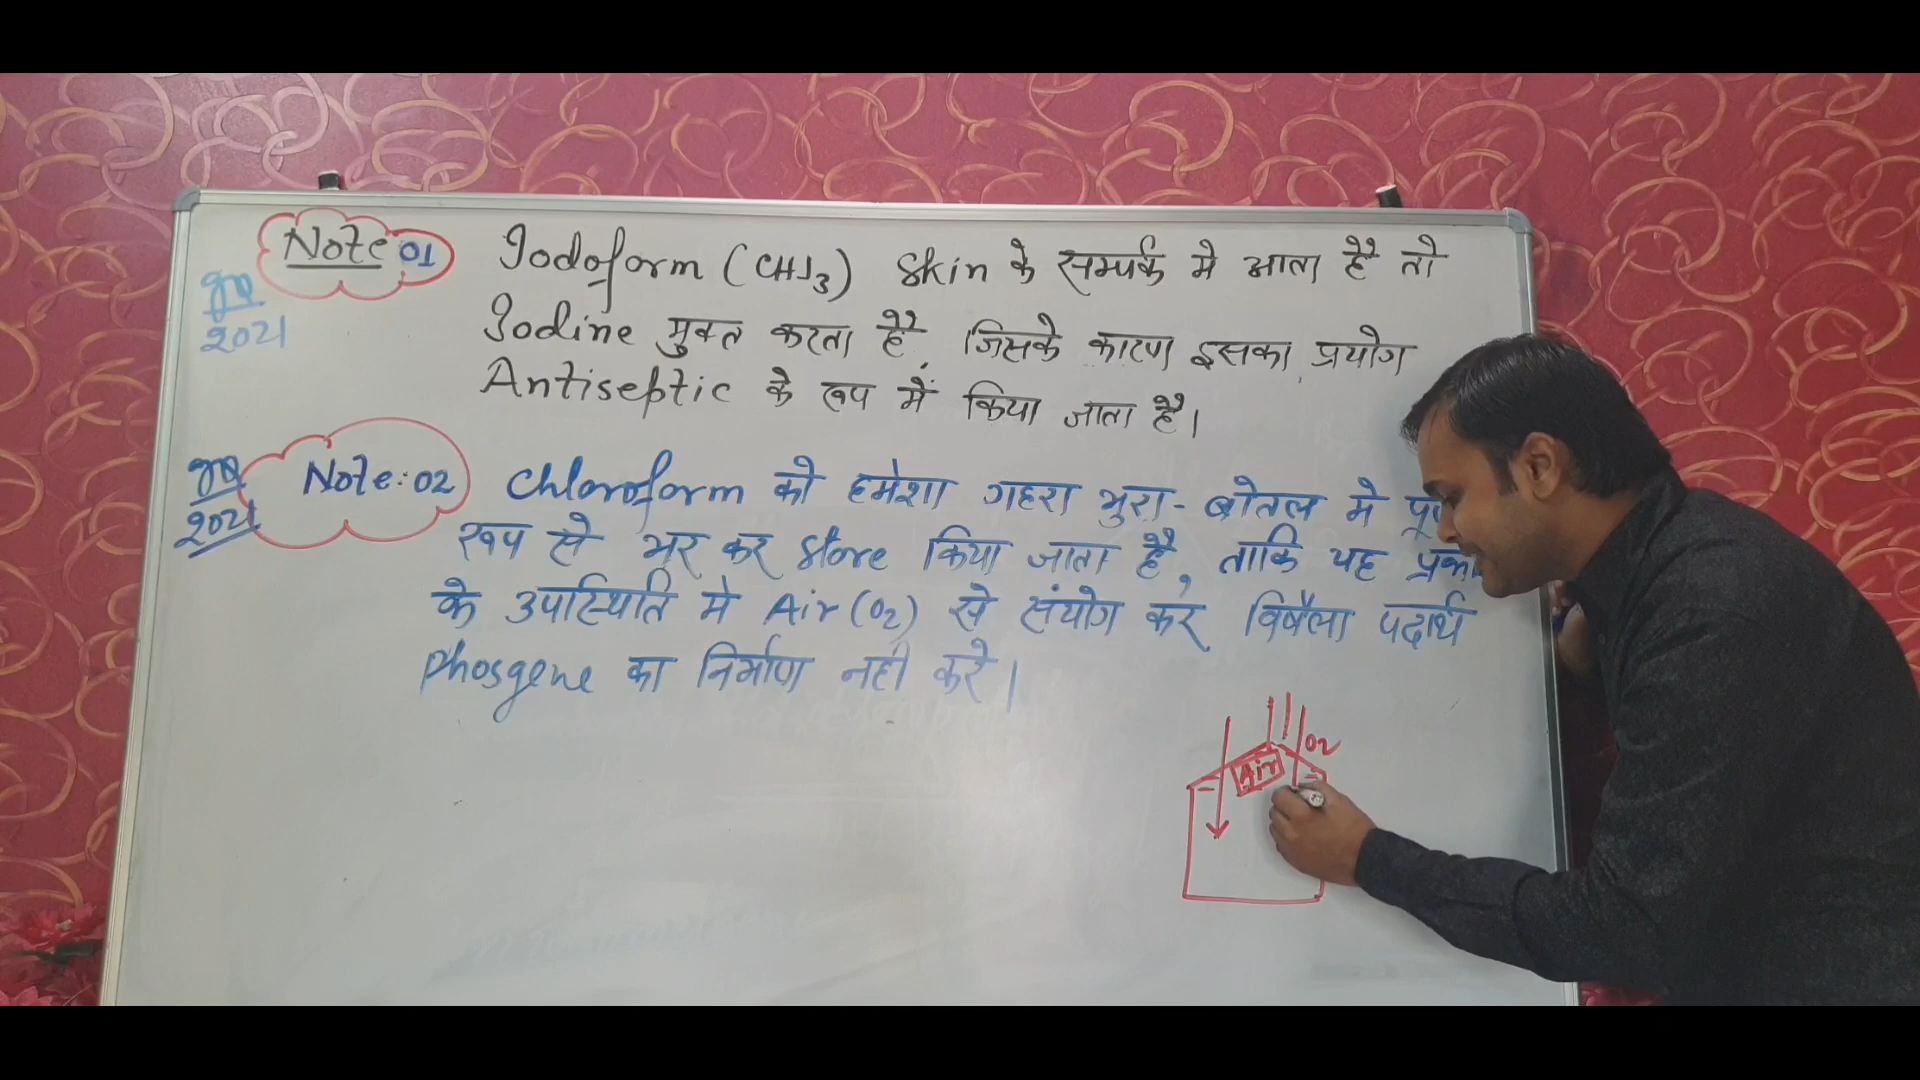 Note 01 Iodoform (CHI3) Skin के सम्पर्क मे आता है तो
2021 Iodine मुक्त करता है, जिसके कारण इसका प्रयोग
Antiseptic के रूप में किया जाता है।
Note:02 Chloroform को हमेशा गहरा भुरा-बोतल मे
2021 रूप से भर कर Store किया जाता है, ताकि यह
के उपस्थिति मे Air(O2) से संयोग कर विषैला पदार्थ
Phosgene का निर्माण नही करे।
O2
Air